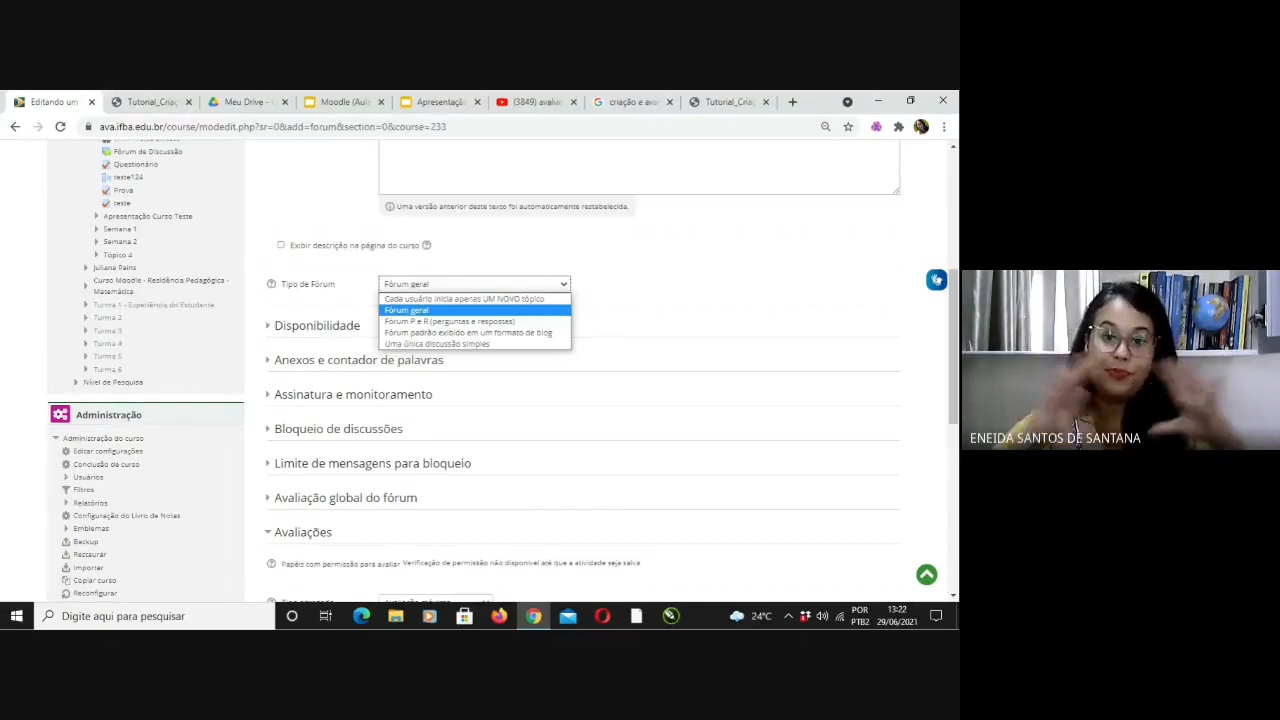 Editando um
Tutorial_Criaç
Meu Drive -
Moodle (Aula
Apresentaçã
(3849) avalia
criação e ava
Tutorial_Criaç
ava.ifba.edu.br/course/modedit.php?sr=0&add=forum&section=0&course=233
Fórum de Discussão
Questionário
teste124
Prova
teste
Apresentação Curso Teste
Semana 1
Semana 2
Tópico 4
Juliana Pains
Curso Moodle - Residência Pedagógica -
Matemática
Turma 1 - Experiência do Estudante
Turma 2
Turma 3
Turma 4
Turma 5
Turma 6
Nível de Pesquisa
Administração
Administração do curso
Editar configurações
Conclusão de curso
Usuários
Filtros
Relatórios
Configuração do Livro de Notas
Emblemas
Backup
Restaurar
Importar
Copiar curso
Reconfigurar
Uma versão anterior deste texto foi automaticamente restabelecida.
Exibir descrição na página do curso
Tipo de Fórum
Fórum geral
Cada usuário inicia apenas UM NOVO tópico
Fórum geral
Fórum P e R (perguntas e respostas)
Fórum padrão exibido em um formato de blog
Uma única discussão simples
Disponibilidade
Anexos e contador de palavras
Assinatura e monitoramento
Bloqueio de discussões
Limite de mensagens para bloqueio
Avaliação global do fórum
Avaliações
Papéis com permissão para avaliar Verificação de permissão não disponível até que a atividade seja salva
ENEIDA SANTOS DE SANTANA
Digite aqui para pesquisar
24°C
POR
PTB2
13:22
29/06/2021